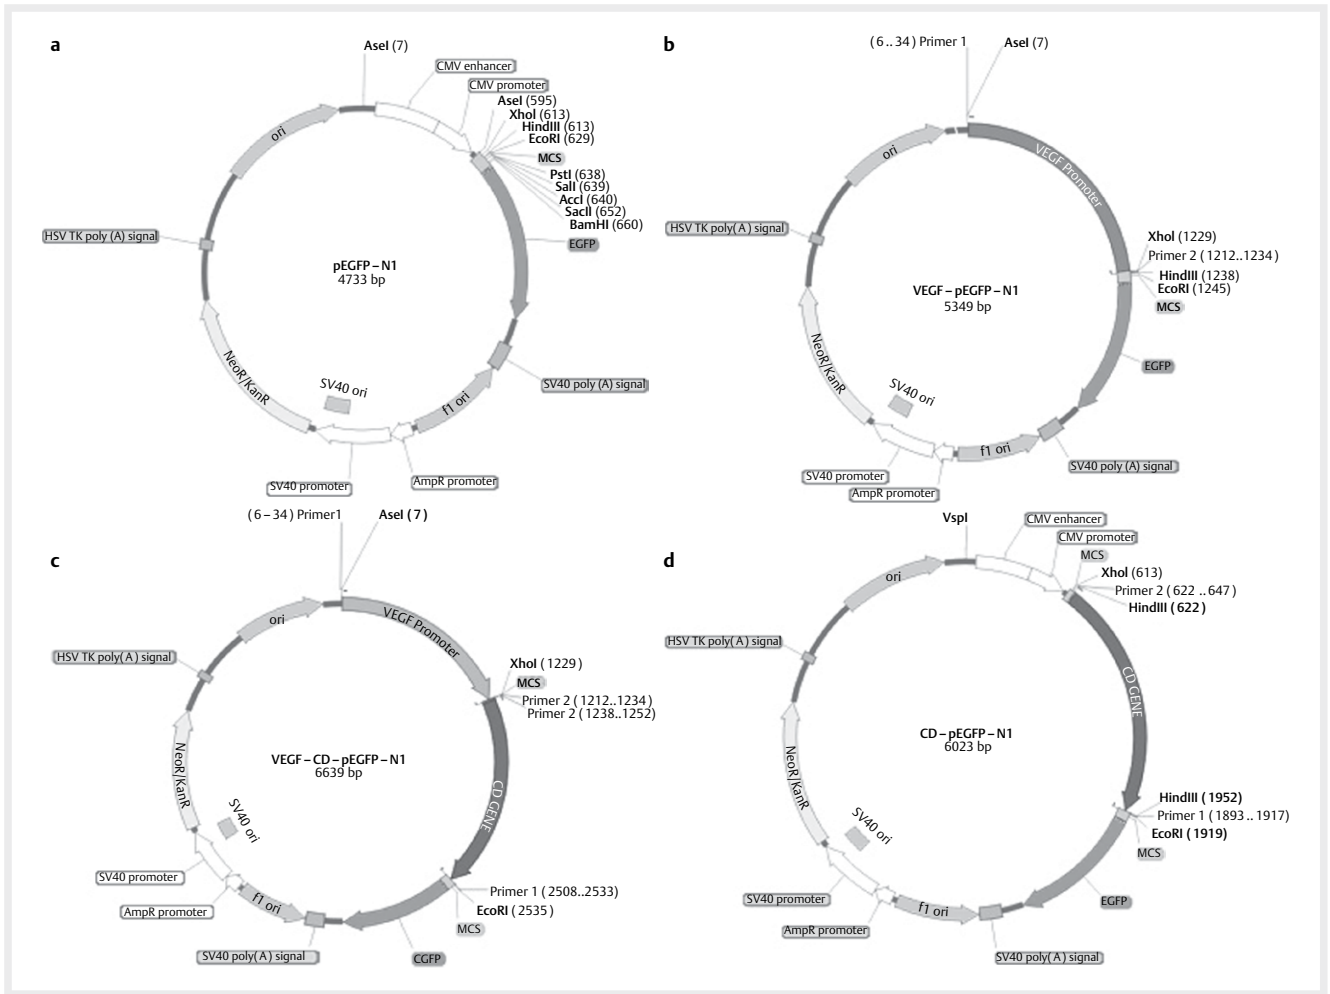 a
AseI (7)
CMV enhancer
CMV promoter
AseI (595)
XhoI (613)
HindIII (613)
EcoRI (629)
MCS
PstI (638)
SalI (639)
AccI (640)
SacII (652)
BamHI (660)
EGFP
ori
HSV TK poly (A) signal
pEGFP – N1
4733 bp
NeoR/KanR
SV40 ori
SV40 poly (A) signal
f1 ori
SV40 promoter
AmpR promoter
b
(6 .. 34) Primer 1
AseI (7)
VEGF Promoter
ori
HSV TK poly(A) signal
XhoI (1229)
Primer 2 (1212..1234)
HindIII (1238)
EcoRI (1245)
MCS
VEGF – pEGFP – N1
5349 bp
EGFP
NeoR/KanR
SV40 ori
f1 ori
SV40 poly (A) signal
SV40 promoter
AmpR promoter
c
(6 – 34) Primer1
AseI (7)
ori
VEGF Promoter
HSV TK poly(A) signal
XhoI (1229)
MCS
Primer 2 (1212..1234)
Primer 2 (1238..1252)
VEGF – CD – pEGFP – N1
6639 bp
NeoR/KanR
CD GENE
SV40 ori
SV40 promoter
AmpR promoter
f1 ori
Primer 1 (2508..2533)
EcoRI (2535)
MCS
SV40 poly(A) signal
CGFP
d
VspI
CMV enhancer
CMV promoter
MCS
XhoI (613)
Primer 2 (622 ..647)
HindIII (622)
ori
HSV TK poly(A) signal
CD GENE
CD – pEGFP – N1
6023 bp
NeoR/KanR
SV40 ori
HindIII (1952)
Primer 1 (1893 .. 1917)
EcoRI (1919)
MCS
EGFP
SV40 promoter
AmpR promoter
f1 ori
SV40 poly(A) signal